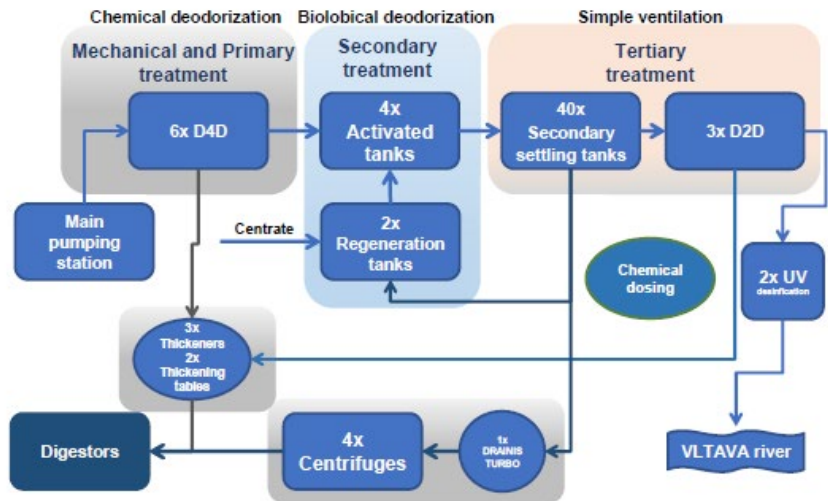 Chemical deodorization
Biolobical deodorization
Simple ventilation
Mechanical and Primary
treatment
Secondary
treatment
Tertiary
treatment
6x D4D
4x
Activated
tanks
40x
Secondary
settling tanks
3x D2D
Main
pumping
station
Centrate
2x
Regeneration
tanks
Chemical
dosing
2x UV
desinfication
3x
Thickeners
2x
Thickening
tables
Digestors
4x
Centrifuges
1x
DRAINIS
TURBO
VLTAVA river